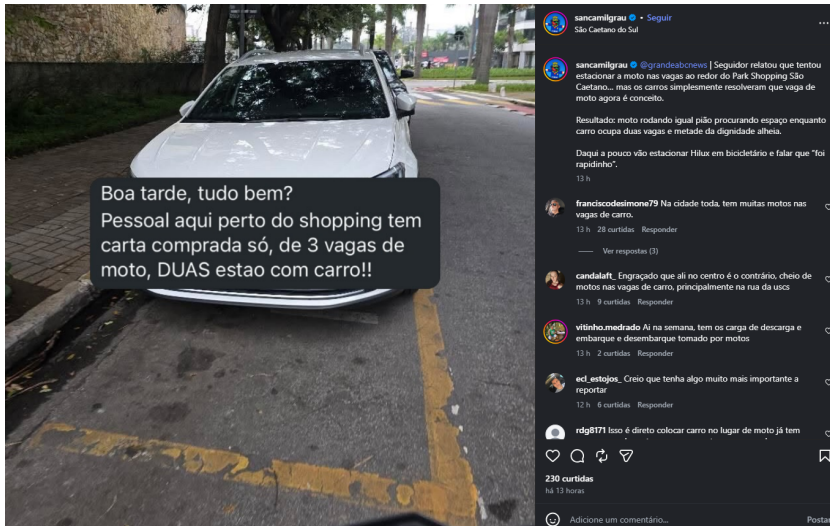 Boa tarde, tudo bem?
Pessoal aqui perto do shopping tem
carta comprada só, de 3 vagas de
moto, DUAS estao com carro!!
sancamilgrau • Seguir
São Caetano do Sul
sancamilgrau @grandeabcnews | Seguidor relatou que tentou
estacionar a moto nas vagas ao redor do Park Shopping São
Caetano... mas os carros simplesmente resolveram que vaga de
moto agora é conceito.
Resultado: moto rodando igual pião procurando espaço enquanto
carro ocupa duas vagas e metade da dignidade alheia.
Daqui a pouco vão estacionar Hilux em bicicletário e falar que "foi
rapidinho".
13 h
franciscodesimone79 Na cidade toda, tem muitas motos nas
vagas de carro.
13 h 28 curtidas Responder
Ver respostas (3)
candalaft_ Engraçado que ali no centro é o contrário, cheio de
motos nas vagas de carro, principalmente na rua da uscs
13 h 9 curtidas Responder
vitinho.medrado Ai na semana, tem os carga de descarga e
embarque e desembarque tomado por motos
13 h 2 curtidas Responder
ecl_estojos_ Creio que tenha algo muito mais importante a
reportar
12 h 6 curtidas Responder
rdg8171 Isso é direto colocar carro no lugar de moto já tem
230 curtidas
há 13 horas
Adicione um comentário...
Postar